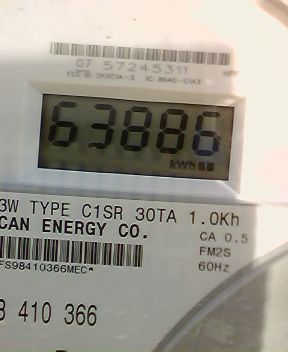 07 57245311
63886
kWh
3W TYPE C1SR 30TA 1.0Kh
CAN ENERGY CO.
CA 0.5
FM2S
60Hz
FS98410366MEC*
8 410 366